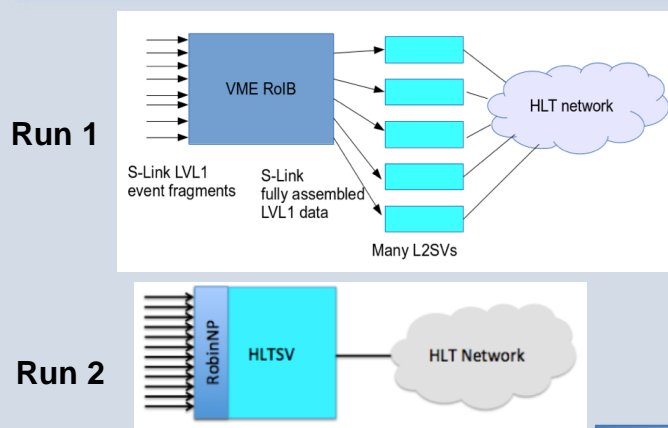 Run 1
VME RoIB
HLT network
S-Link LVL1
event fragments
S-Link
fully assembled
LVL1 data
Many L2SVs
Run 2
RobinNP
HLTSV
HLT Network